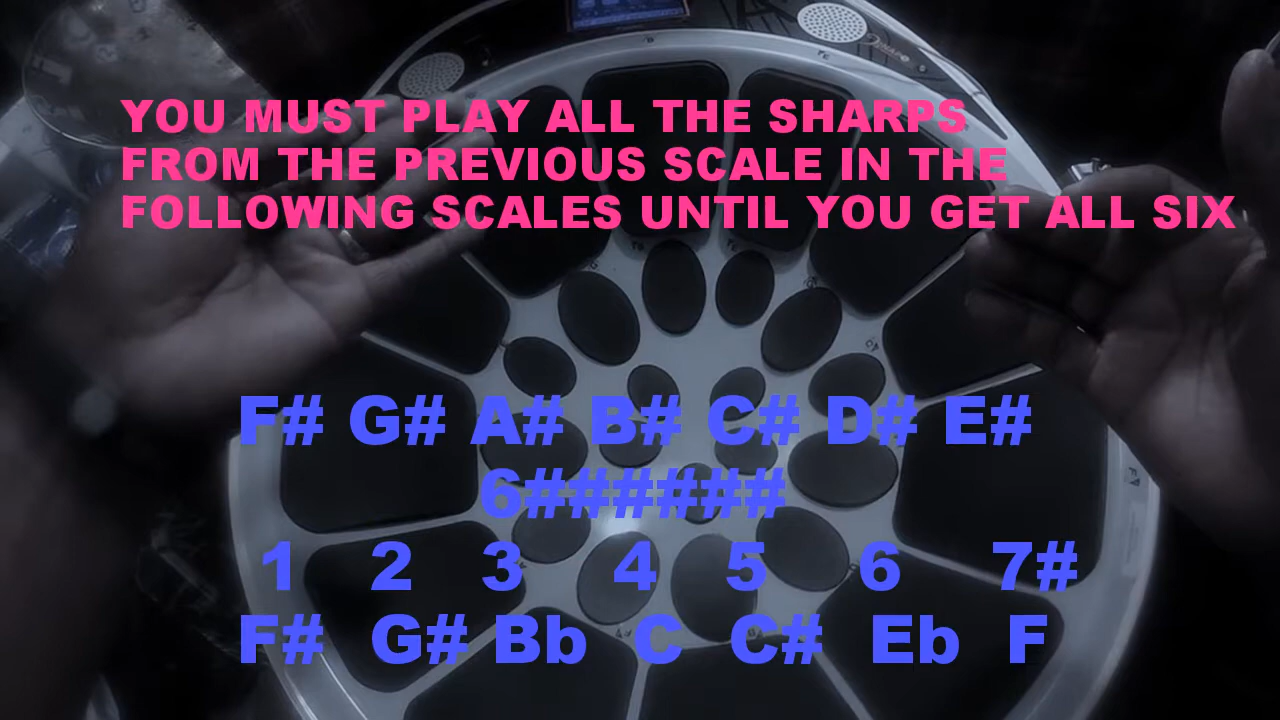 YOU MUST PLAY ALL THE SHARPS
FROM THE PREVIOUS SCALE IN THE
FOLLOWING SCALES UNTIL YOU GET ALL SIX
F# G# A# B# C# D# E#
6######
1 2 3 4 5 6 7#
F# G# Bb C C# Eb F